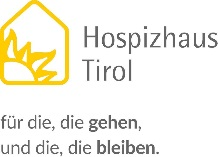 Hospizhaus
Tirol
für die, die gehen,
und die, die bleiben.